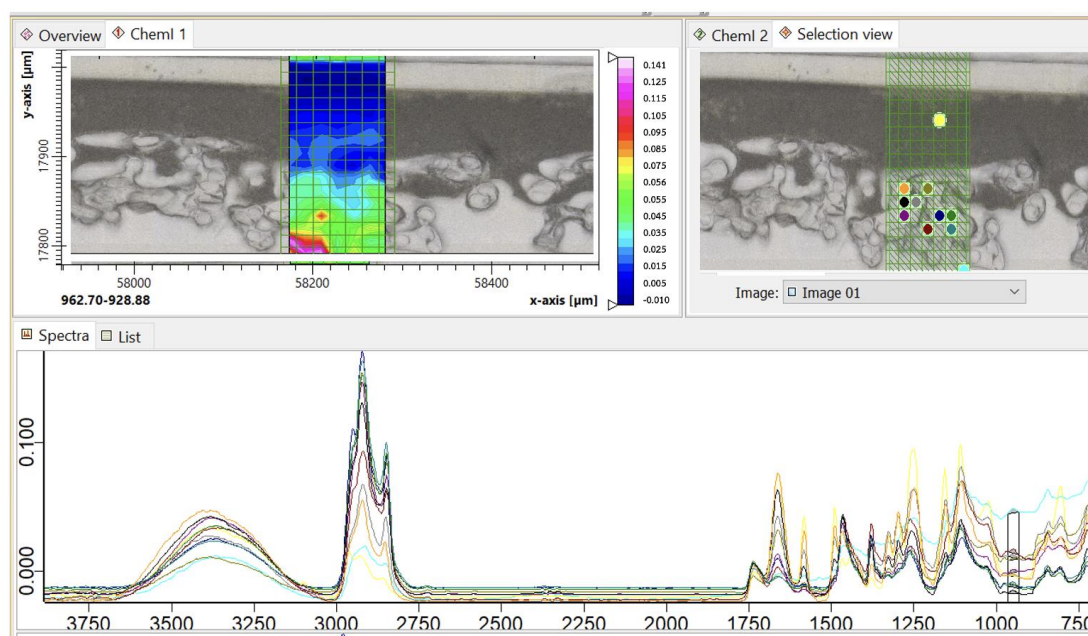 Overview ChemI 1
y-axis [µm]
17900
17800
58000 58200 58400
962.70-928.88 x-axis [µm]
0.141
0.125
0.115
0.105
0.095
0.085
0.075
0.065
0.056
0.045
0.035
0.025
0.015
0.005
-0.010
ChemI 2 Selection view
Image: Image 01
Spectra List
0.100
0.000
3750 3500 3250 3000 2750 2500 2250 2000 1750 1500 1250 1000 750